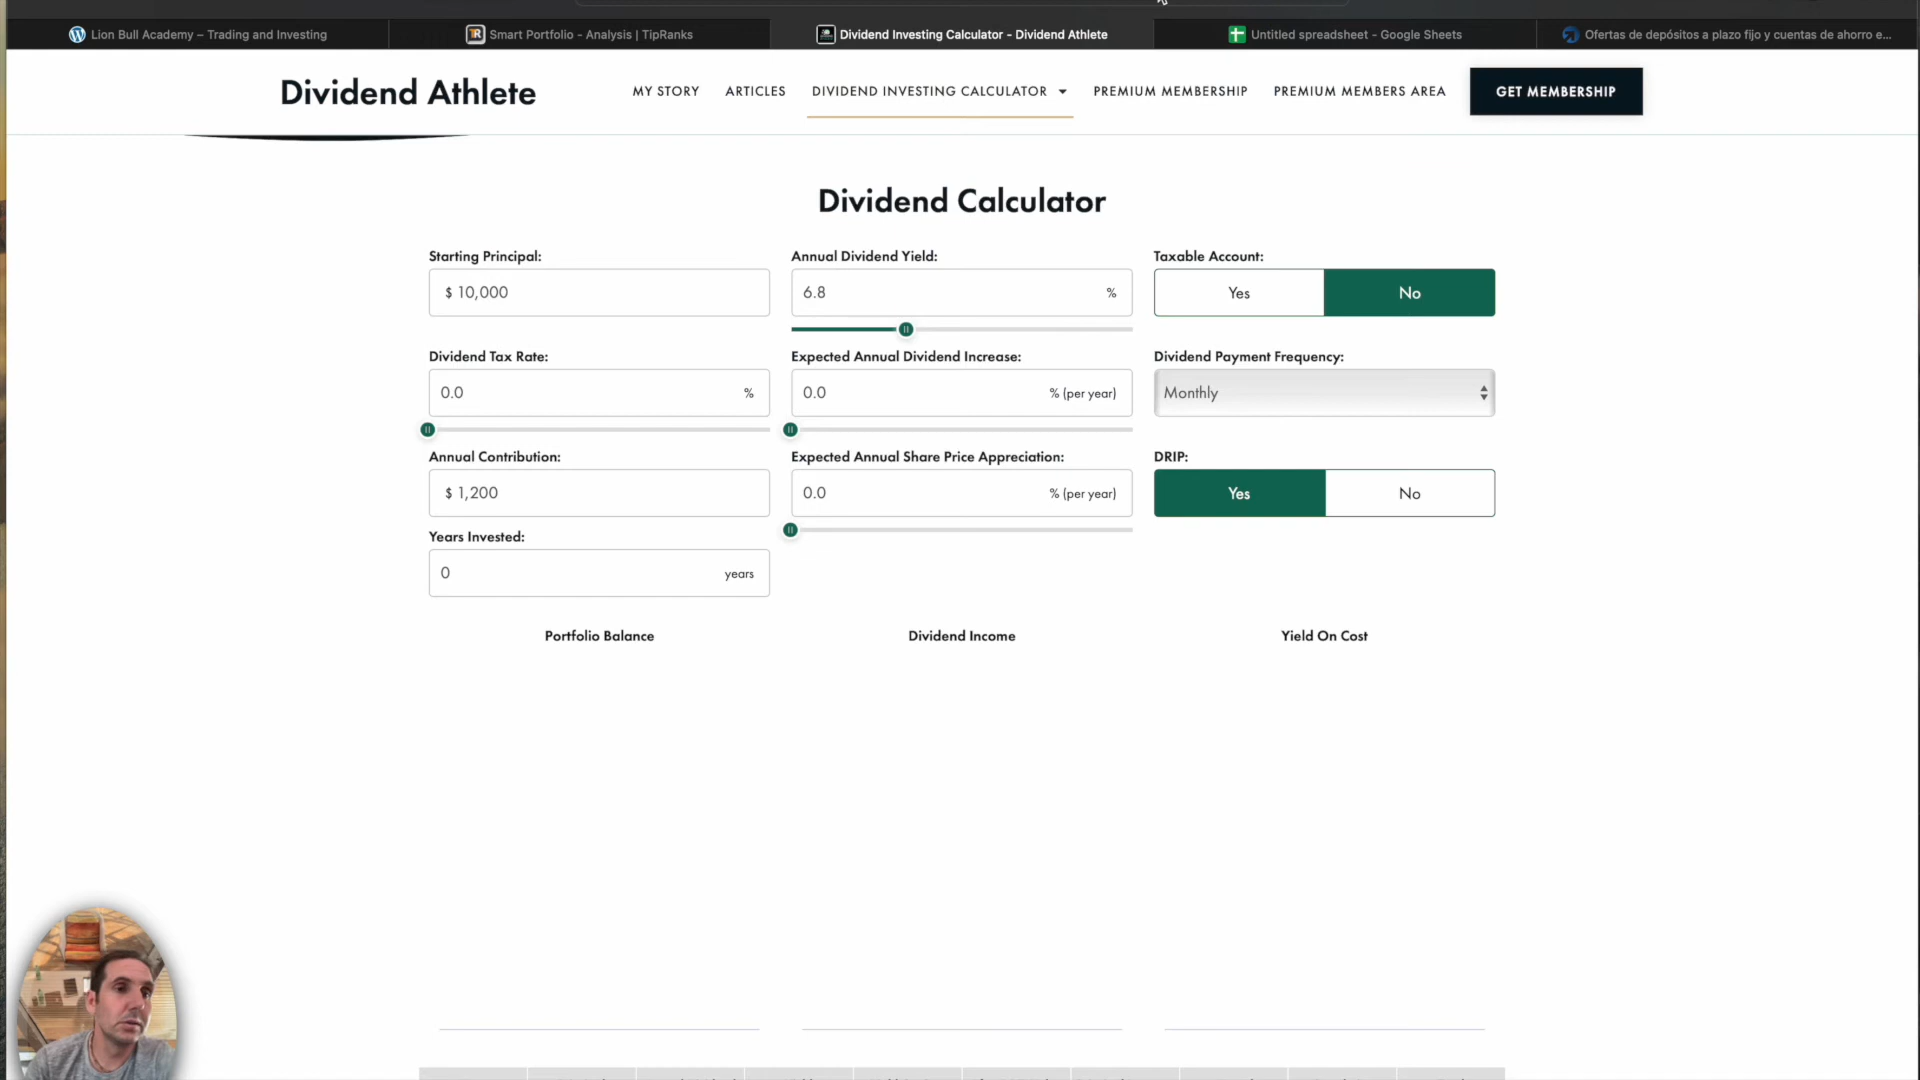 Lion Bull Academy – Trading and Investing
TR Smart Portfolio - Analysis | TipRanks
Dividend Investing Calculator - Dividend Athlete
Untitled spreadsheet - Google Sheets
Ofertas de depósitos a plazo fijo y cuentas de ahorro e...
Dividend Athlete
MY STORY
ARTICLES
DIVIDEND INVESTING CALCULATOR
PREMIUM MEMBERSHIP
PREMIUM MEMBERS AREA
GET MEMBERSHIP
Dividend Calculator
Starting Principal:
Annual Dividend Yield:
Taxable Account:
$ 10,000
6.8 %
Yes
No
Dividend Tax Rate:
Expected Annual Dividend Increase:
Dividend Payment Frequency:
0.0 %
0.0 % (per year)
Monthly
Annual Contribution:
Expected Annual Share Price Appreciation:
DRIP:
$ 1,200
0.0 % (per year)
Yes
No
Years Invested:
0 years
Portfolio Balance
Dividend Income
Yield On Cost